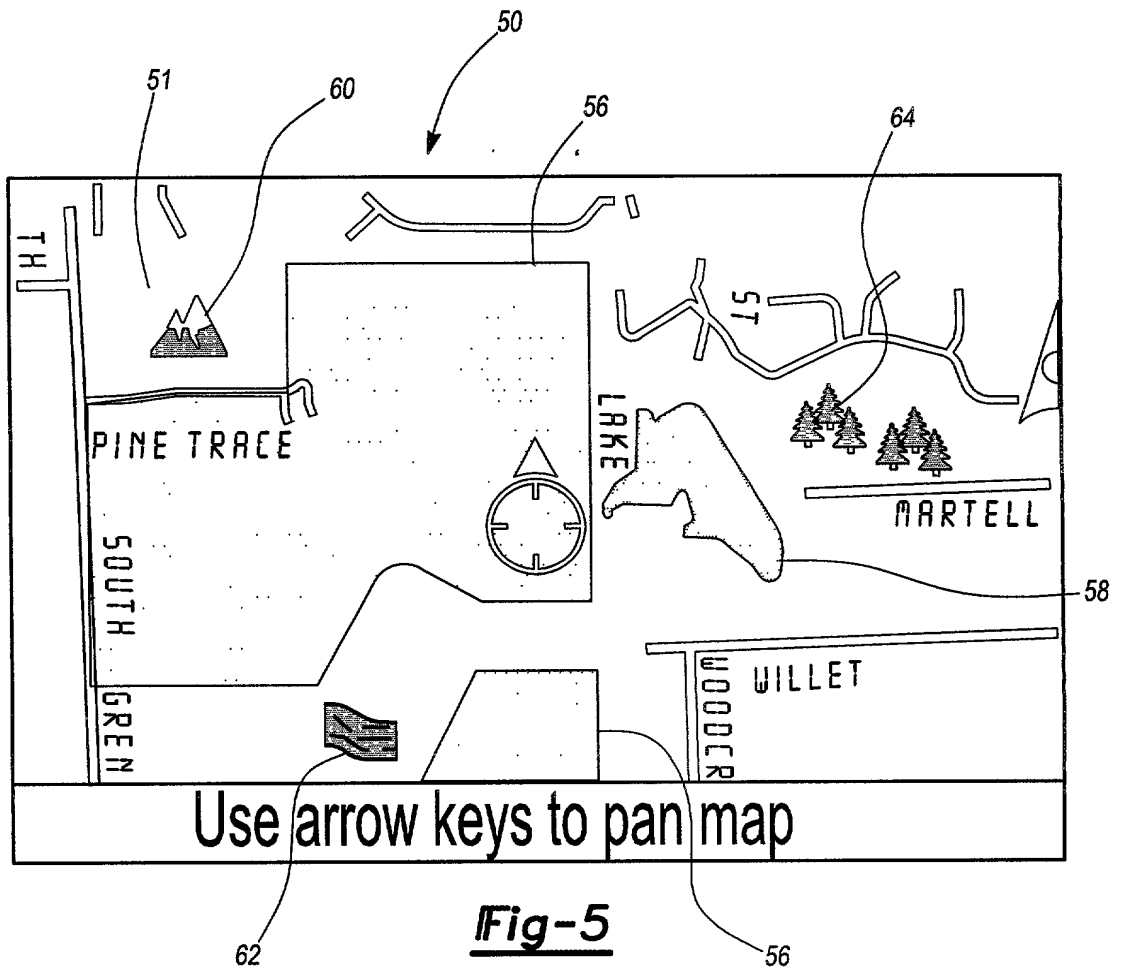 50
51
60
56
64
TH
ST
LAKE
PINE TRACE
MARTELL
SOUTH
58
WILLET
WOODCR
GREN
Use arrow keys to pan map
Fig-5
62
56